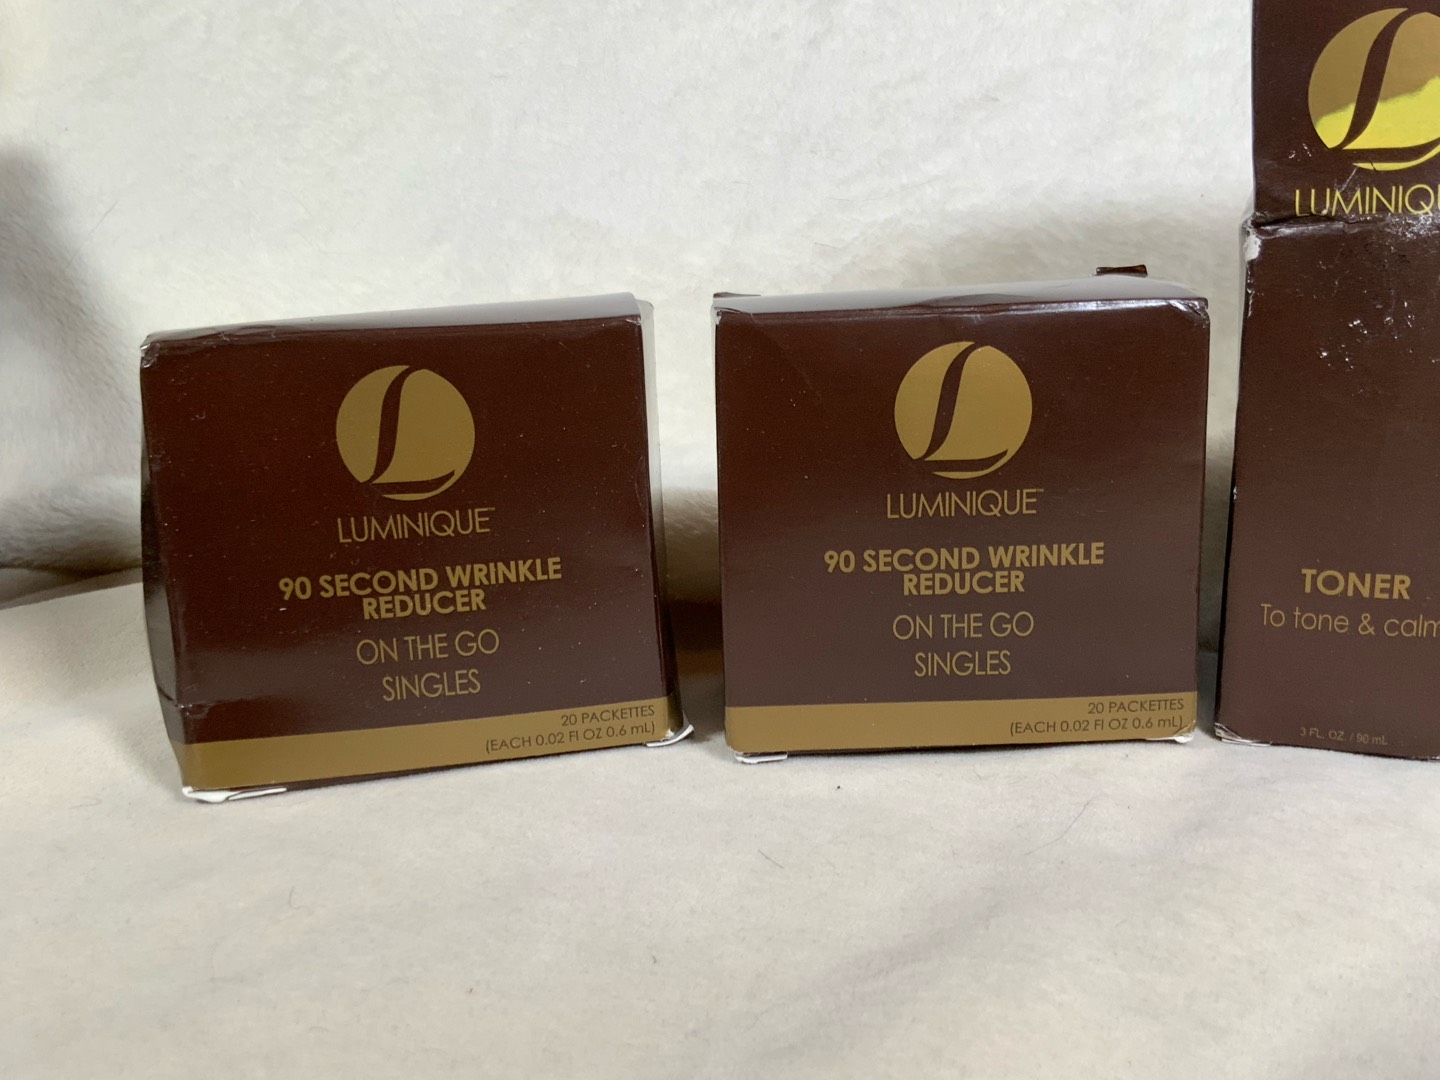 LUMINIQUE™
90 SECOND WRINKLE
REDUCER
ON THE GO
SINGLES
20 PACKETTES
(EACH 0.02 Fl OZ 0.6 mL)
LUMINIQUE™
90 SECOND WRINKLE
REDUCER
ON THE GO
SINGLES
20 PACKETTES
(EACH 0.02 Fl OZ 0.6 mL)
LUMINIQU
TONER
To tone & calm
3 FL. OZ. / 90 mL